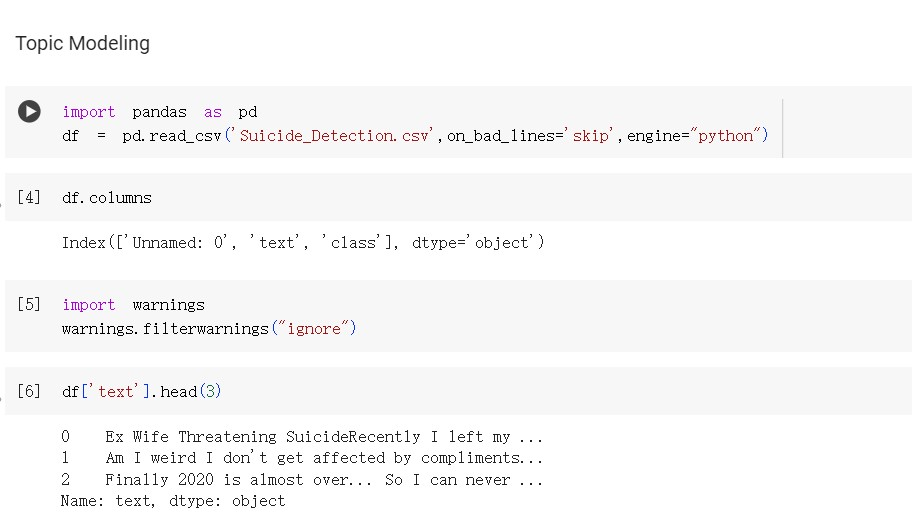 Topic Modeling
import pandas as pd
df = pd.read_csv('Suicide_Detection.csv',on_bad_lines='skip',engine="python")
[4] df.columns
Index(['Unnamed: 0', 'text', 'class'], dtype='object')
[5] import warnings
warnings.filterwarnings("ignore")
[6] df['text'].head(3)
0 Ex Wife Threatening SuicideRecently I left my ...
1 Am I weird I don't get affected by compliments...
2 Finally 2020 is almost over... So I can never ...
Name: text, dtype: object